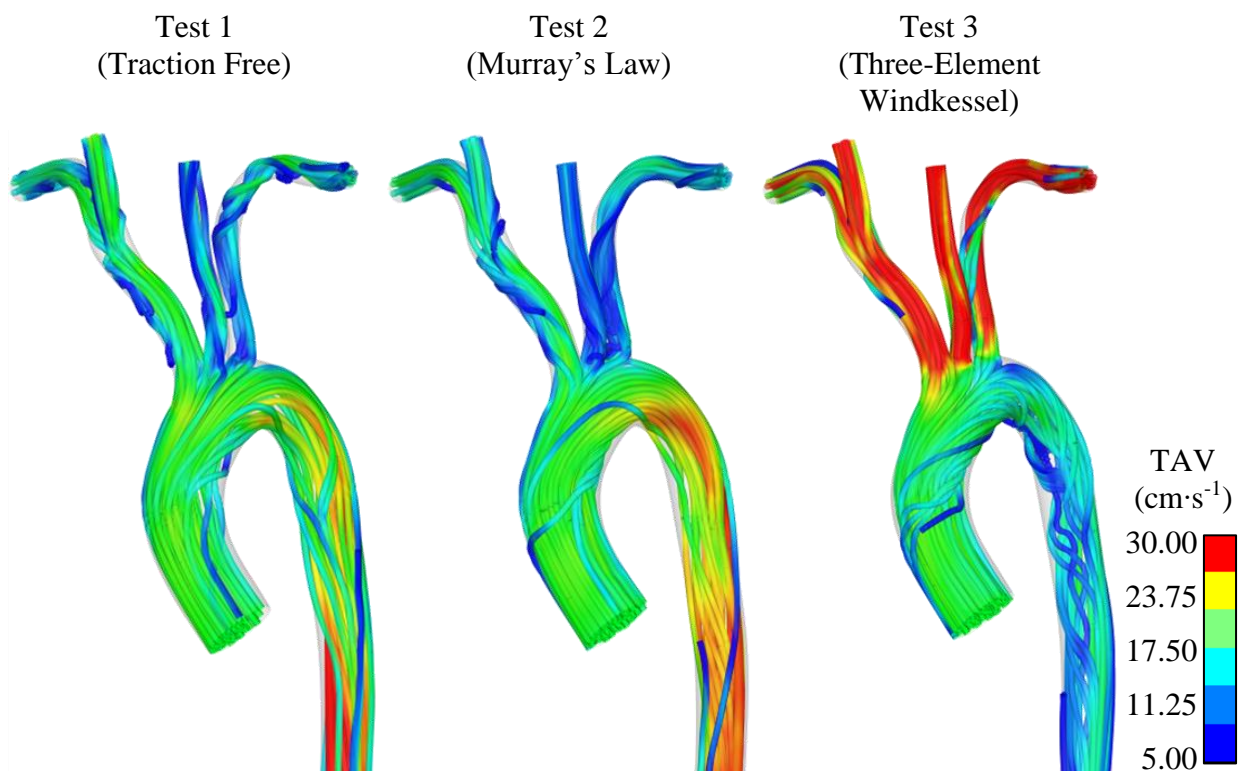 Test 1
(Traction Free)
Test 2
(Murray's Law)
Test 3
(Three-Element
Windkessel)
TAV
(cm·s⁻¹)
30.00
23.75
17.50
11.25
5.00